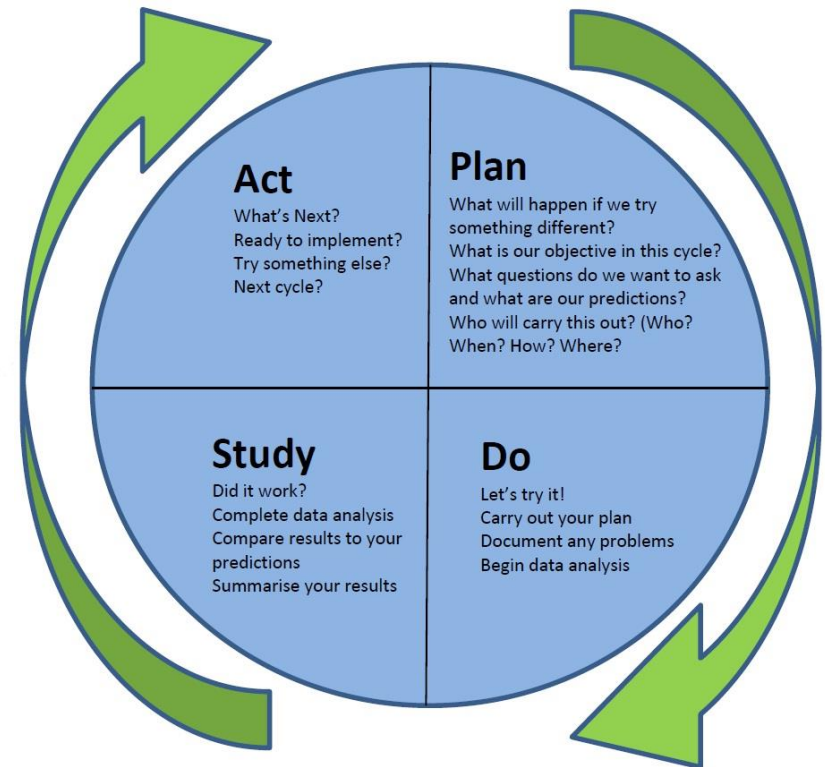 Act
What's Next?
Ready to implement?
Try something else?
Next cycle?
Plan
What will happen if we try
something different?
What is our objective in this cycle?
What questions do we want to ask
and what are our predictions?
Who will carry this out? (Who?
When? How? Where?
Study
Did it work?
Complete data analysis
Compare results to your
predictions
Summarise your results
Do
Let's try it!
Carry out your plan
Document any problems
Begin data analysis